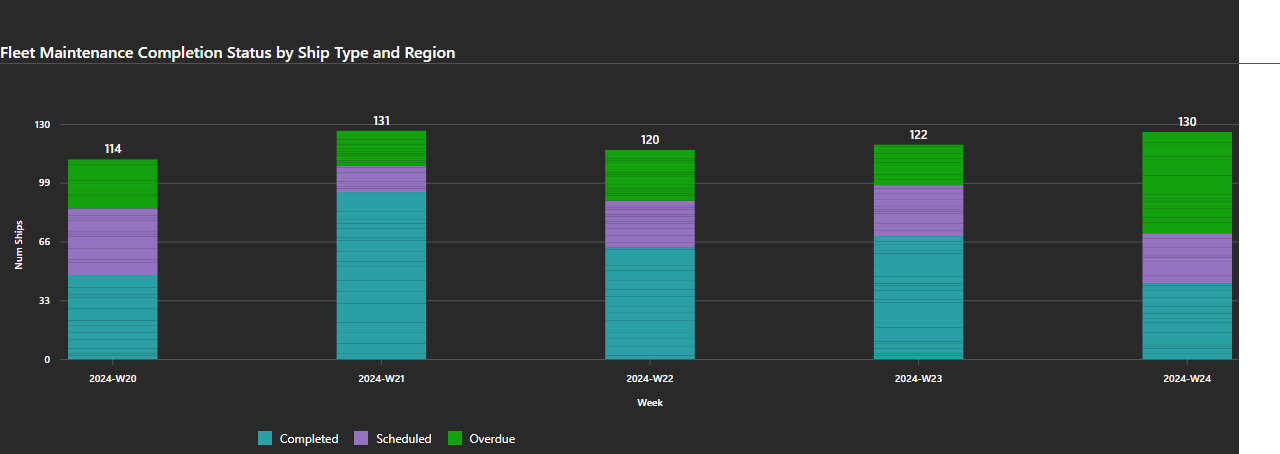 Fleet Maintenance Completion Status by Ship Type and Region
130
99
66
33
0
Num Ships
114
131
120
122
130
2024-W20
2024-W21
2024-W22
2024-W23
2024-W24
Week
Completed
Scheduled
Overdue